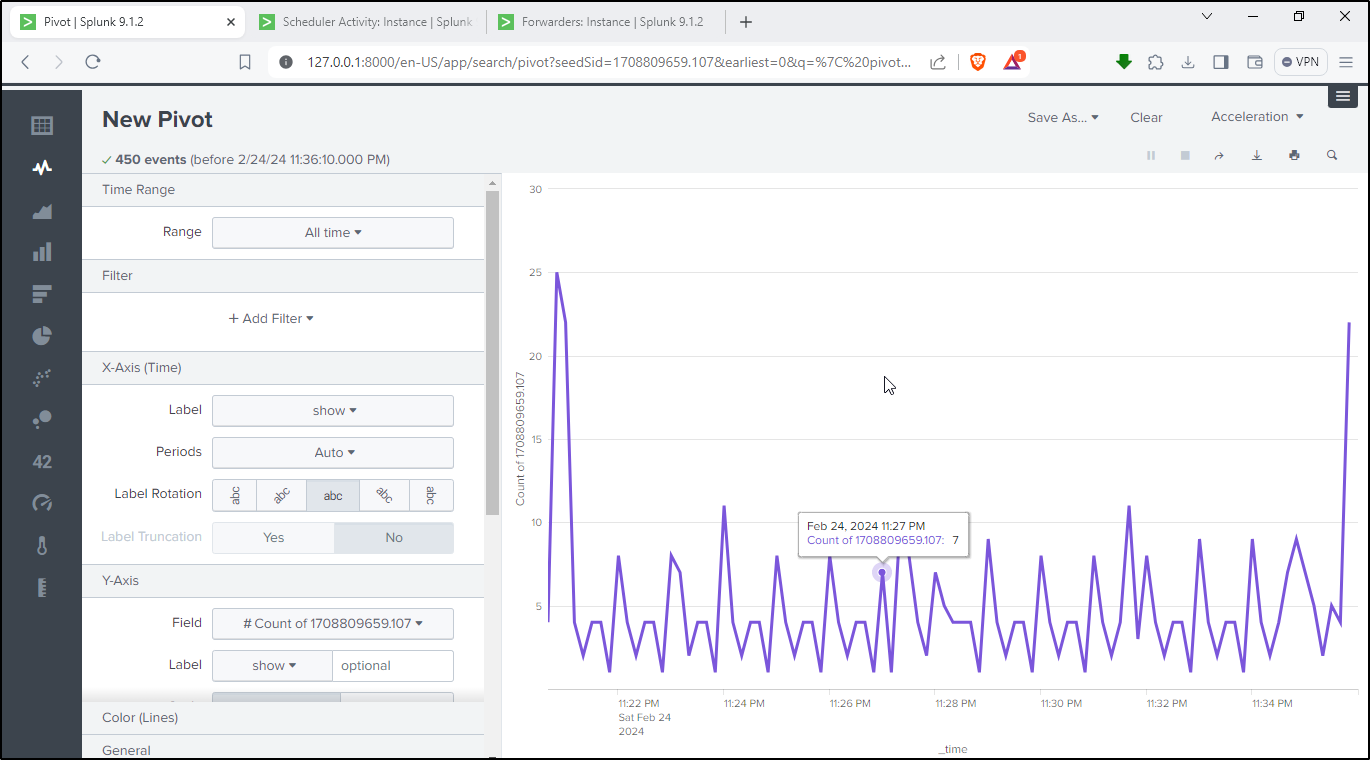 Pivot | Splunk 9.1.2
Scheduler Activity: Instance | Splunk
Forwarders: Instance | Splunk 9.1.2
127.0.0.1:8000/en-US/app/search/pivot?seedSid=1708809659.107&earliest=0&q=%7C%20pivot...
1
VPN
New Pivot
Save As...
Clear
Acceleration
450 events (before 2/24/24 11:36:10.000 PM)
Time Range
Range
All time
Filter
+ Add Filter
X-Axis (Time)
Label
show
Periods
Auto
Label Rotation
abc
abc
abc
abc
abc
Label Truncation
Yes
No
Y-Axis
Field
# Count of 1708809659.107
Label
show
optional
Color (Lines)
General
42
30
25
20
15
10
5
Count of 1708809659.107
Feb 24, 2024 11:27 PM
Count of 1708809659.107: 7
11:22 PM
Sat Feb 24
2024
11:24 PM
11:26 PM
11:28 PM
11:30 PM
11:32 PM
11:34 PM
_time